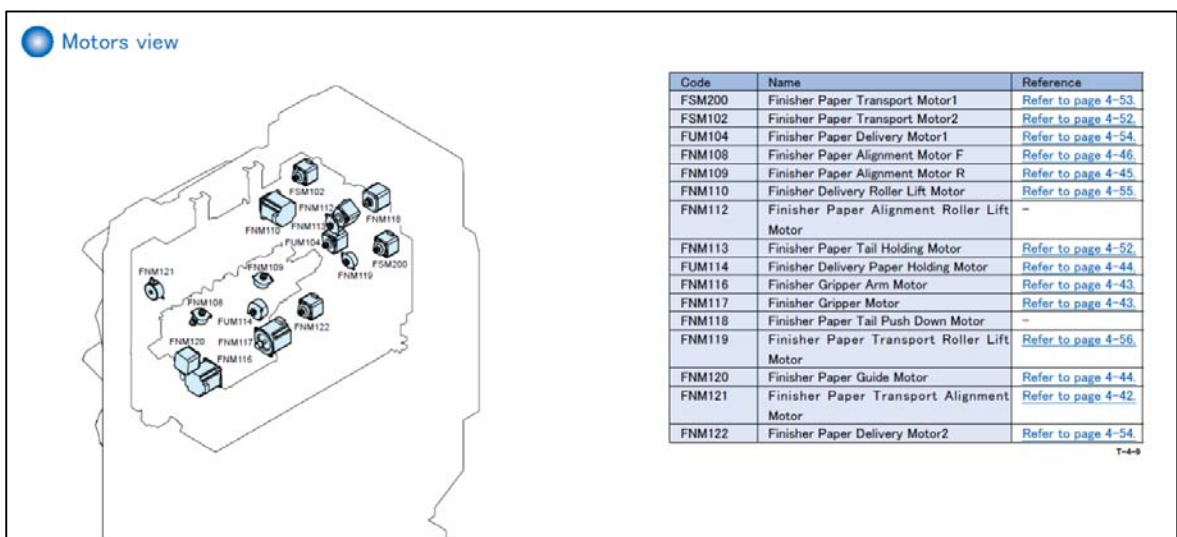 Motors view
FSM102
FNM112
FNM110
FNM113
FNM118
FUM104
FNM119
FSM200
FNM121
FNM109
FNM108
FUM114
FNM122
FNM120
FNM117
FNM116
Code Name Reference
FSM200 Finisher Paper Transport Motor1 Refer to page 4-53.
FSM102 Finisher Paper Transport Motor2 Refer to page 4-52.
FUM104 Finisher Paper Delivery Motor1 Refer to page 4-54.
FNM108 Finisher Paper Alignment Motor F Refer to page 4-46.
FNM109 Finisher Paper Alignment Motor R Refer to page 4-45.
FNM110 Finisher Delivery Roller Lift Motor Refer to page 4-55.
FNM112 Finisher Paper Alignment Roller Lift -
Motor
FNM113 Finisher Paper Tail Holding Motor Refer to page 4-52.
FUM114 Finisher Delivery Paper Holding Motor Refer to page 4-44.
FNM116 Finisher Gripper Arm Motor Refer to page 4-43.
FNM117 Finisher Gripper Motor Refer to page 4-43.
FNM118 Finisher Paper Tail Push Down Motor -
FNM119 Finisher Paper Transport Roller Lift Refer to page 4-56.
Motor
FNM120 Finisher Paper Guide Motor Refer to page 4-44.
FNM121 Finisher Paper Transport Alignment Refer to page 4-42.
Motor
FNM122 Finisher Paper Delivery Motor2 Refer to page 4-54.
T-4-9